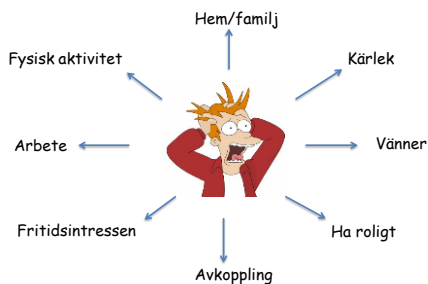 Hem/familj
Fysisk aktivitet
Kärlek
Arbete
Vänner
Fritidsintressen
Ha roligt
Avkoppling